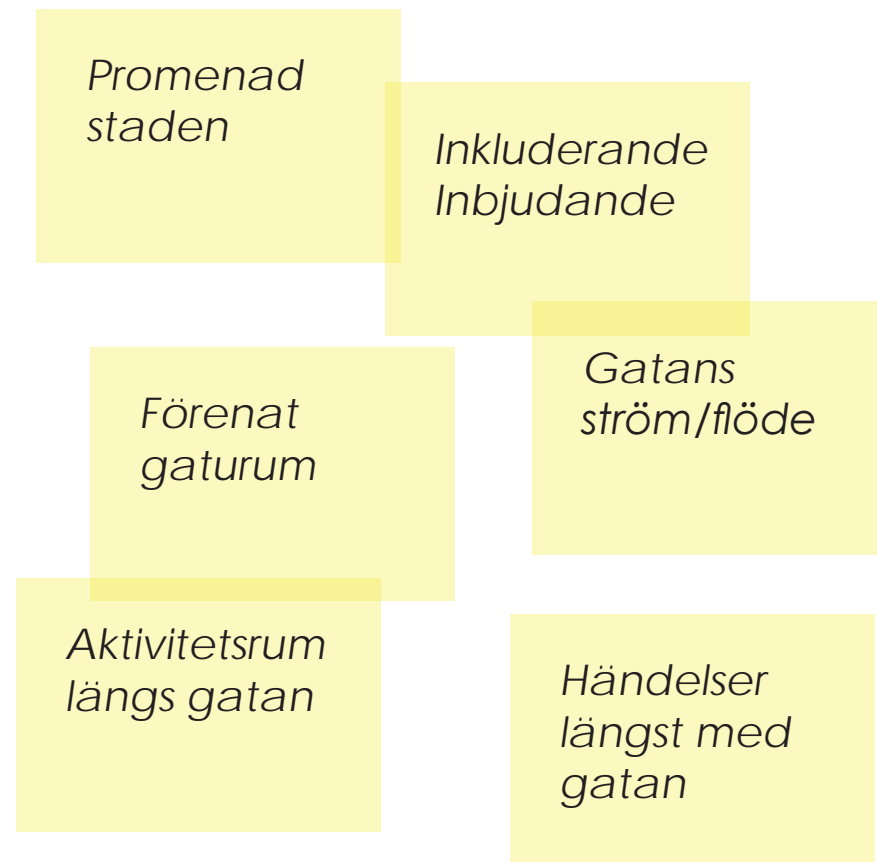 Promenad
staden
Inkluderande
Inbjudande
Gatans
ström/flöde
Förenat
gaturum
Aktivitetsrum
längs gatan
Händelser
längst med
gatan